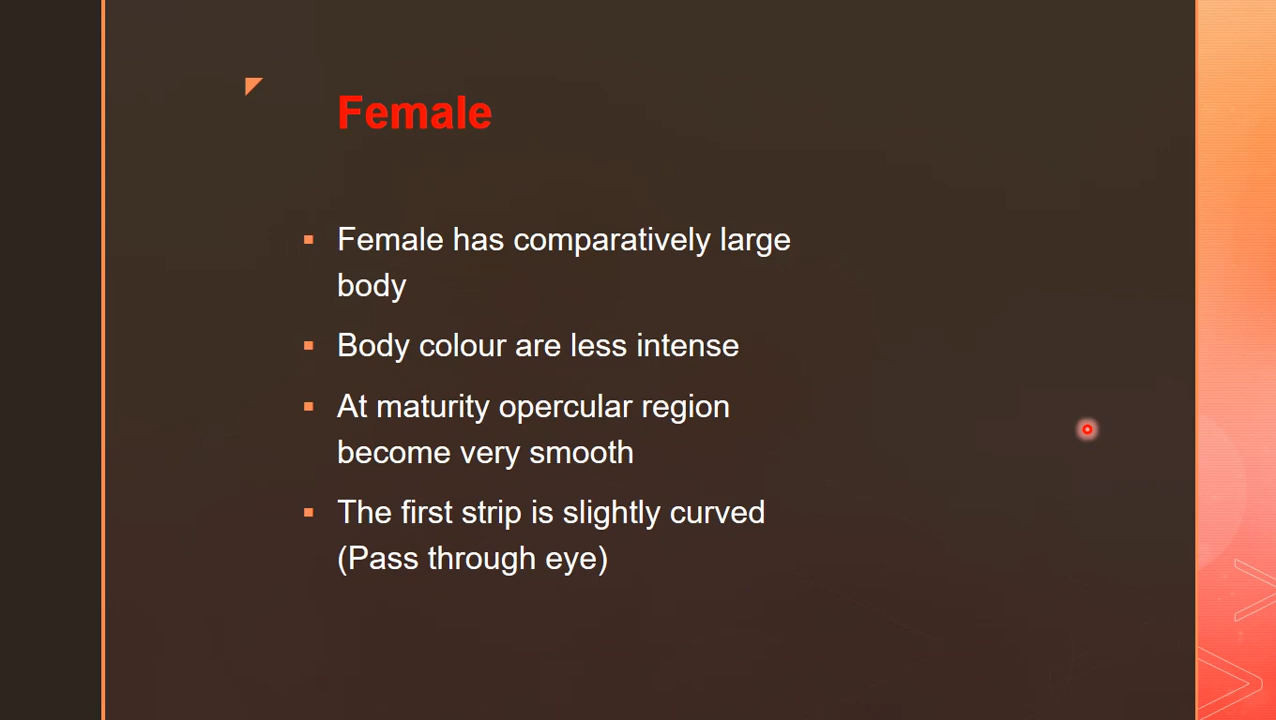 Female
Female has comparatively large
body
Body colour are less intense
At maturity opercular region
become very smooth
The first strip is slightly curved
(Pass through eye)